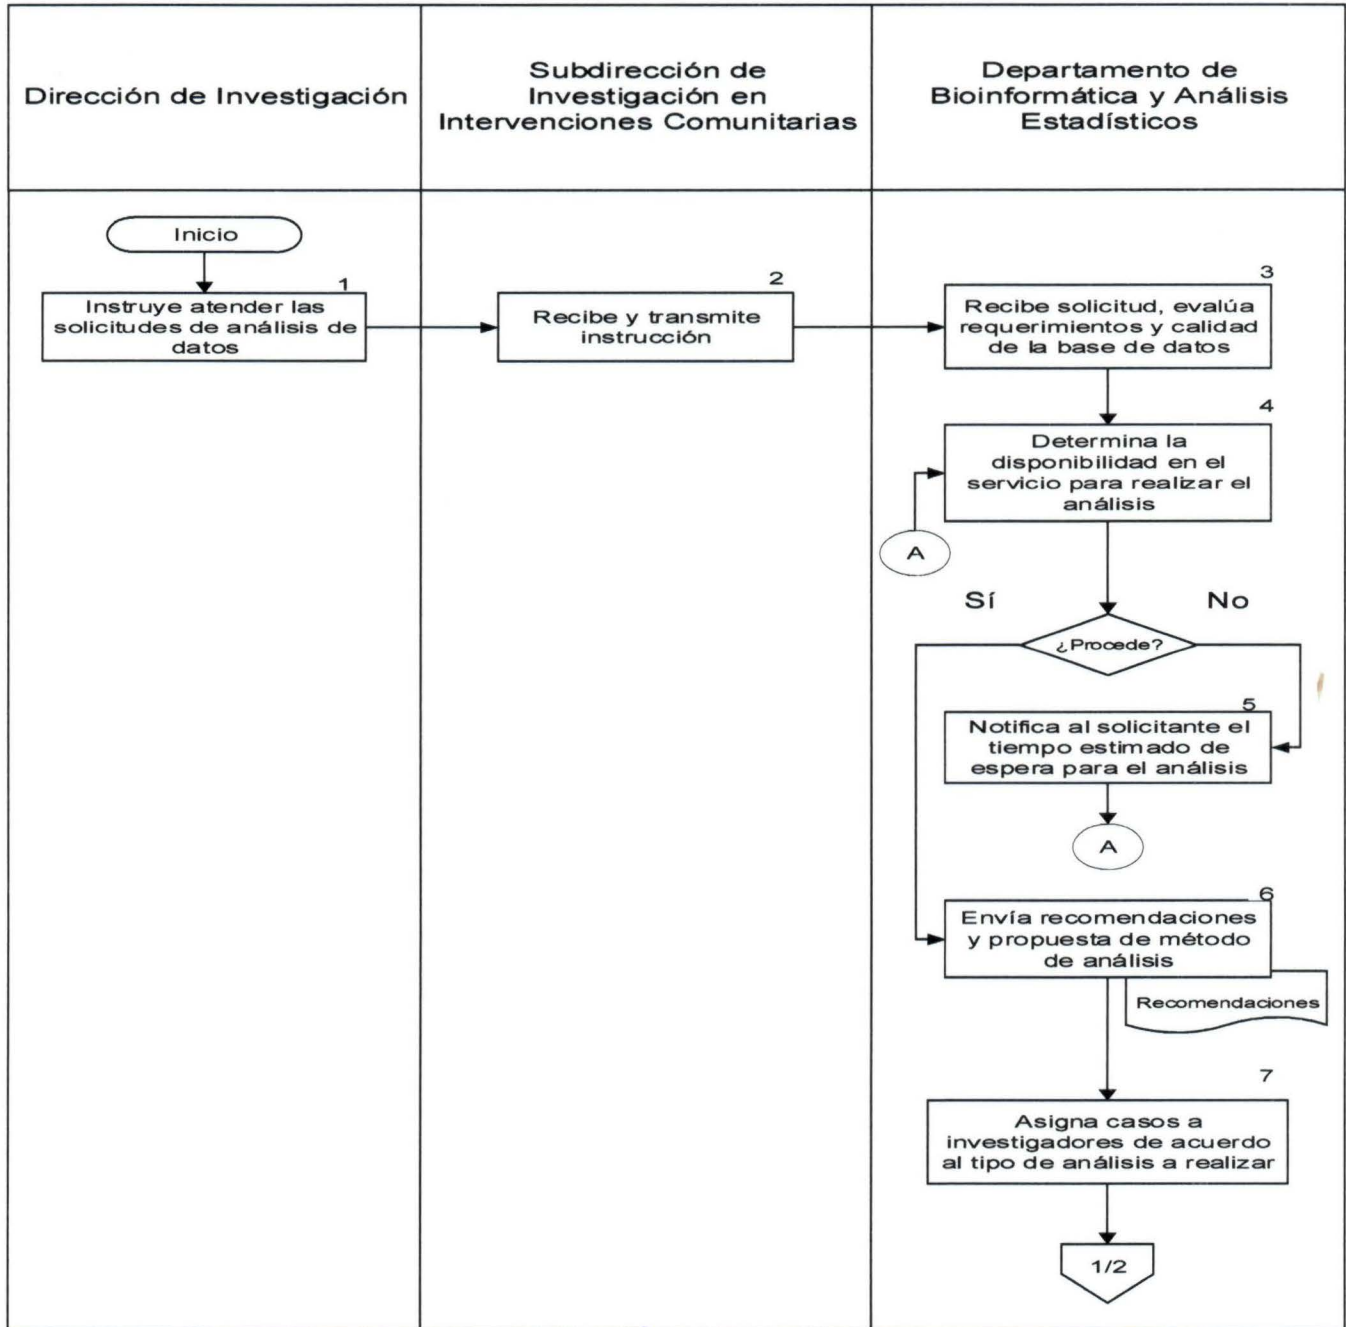 Dirección de Investigación
Subdirección de
Investigación en
Intervenciones Comunitarias
Departamento de
Bioinformática y Análisis
Estadísticos
Inicio
1
Instruye atender las
solicitudes de análisis de
datos
2
Recibe y transmite
instrucción
3
Recibe solicitud, evalúa
requerimientos y calidad
de la base de datos
4
Determina la
disponibilidad en el
servicio para realizar el
análisis
A
Sí
No
¿Procede?
5
Notifica al solicitante el
tiempo estimado de
espera para el análisis
A
6
Envía recomendaciones
y propuesta de método
de análisis
Recomendaciones
7
Asigna casos a
investigadores de acuerdo
al tipo de análisis a realizar
1/2